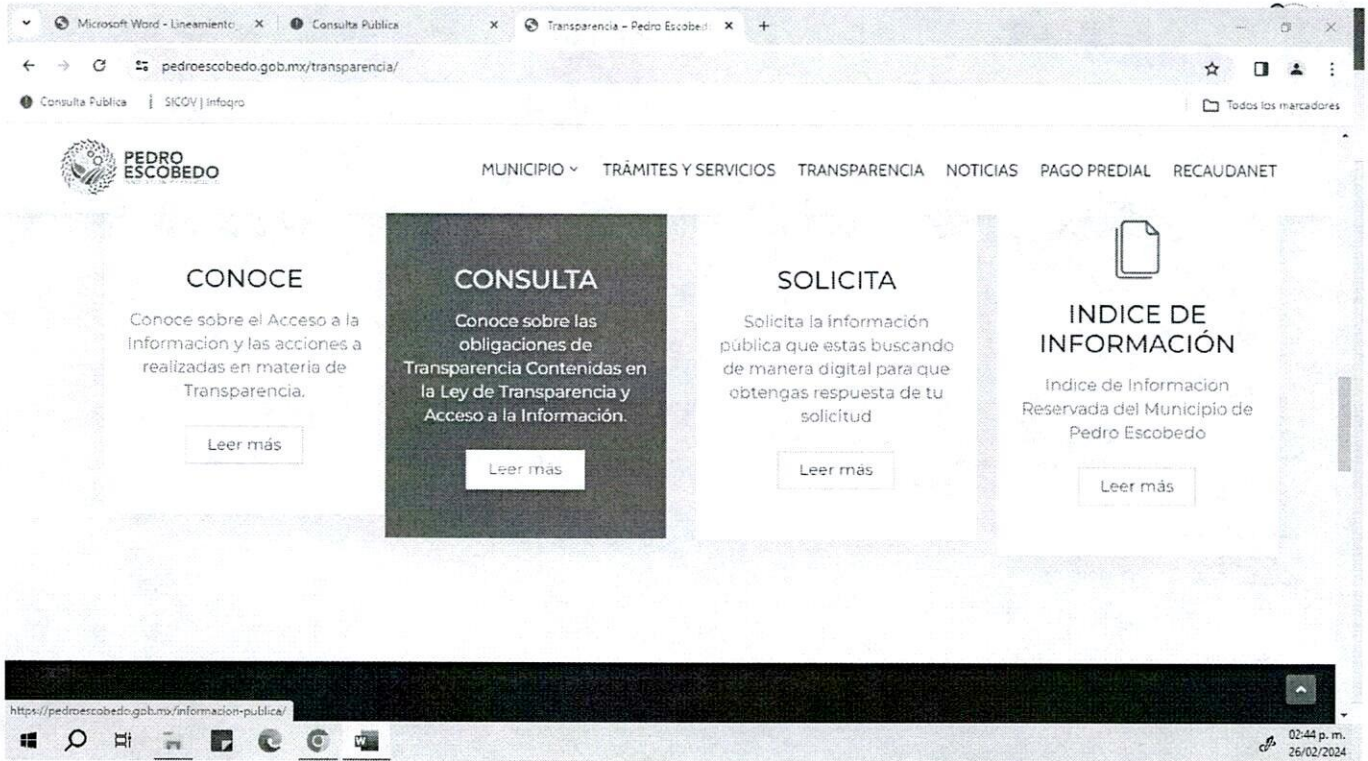 Microsoft Word - Lineamiento
Consulta Pública
Transparencia – Pedro Escobed
pedroescobedo.gob.mx/transparencia/
Consulta Publica
SICOV | Infoqro
Todos los marcadores
PEDRO
ESCOBEDO
MUNICIPIO
TRÁMITES Y SERVICIOS
TRANSPARENCIA
NOTICIAS
PAGO PREDIAL
RECAUDANET
CONOCE
Conoce sobre el Acceso a la
Informacion y las acciones a
realizadas en materia de
Transparencia.
Leer más
CONSULTA
Conoce sobre las
obligaciones de
Transparencia Contenidas en
la Ley de Transparencia y
Acceso a la Información.
Leer más
SOLICITA
Solicita la información
pública que estas buscando
de manera digital para que
obtengas respuesta de tu
solicitud
Leer más
INDICE DE
INFORMACIÓN
Indice de Informacion
Reservada del Municipio de
Pedro Escobedo
Leer más
https://pedroescobedo.gob.mx/informacion-publica/
02:44 p. m.
26/02/2024